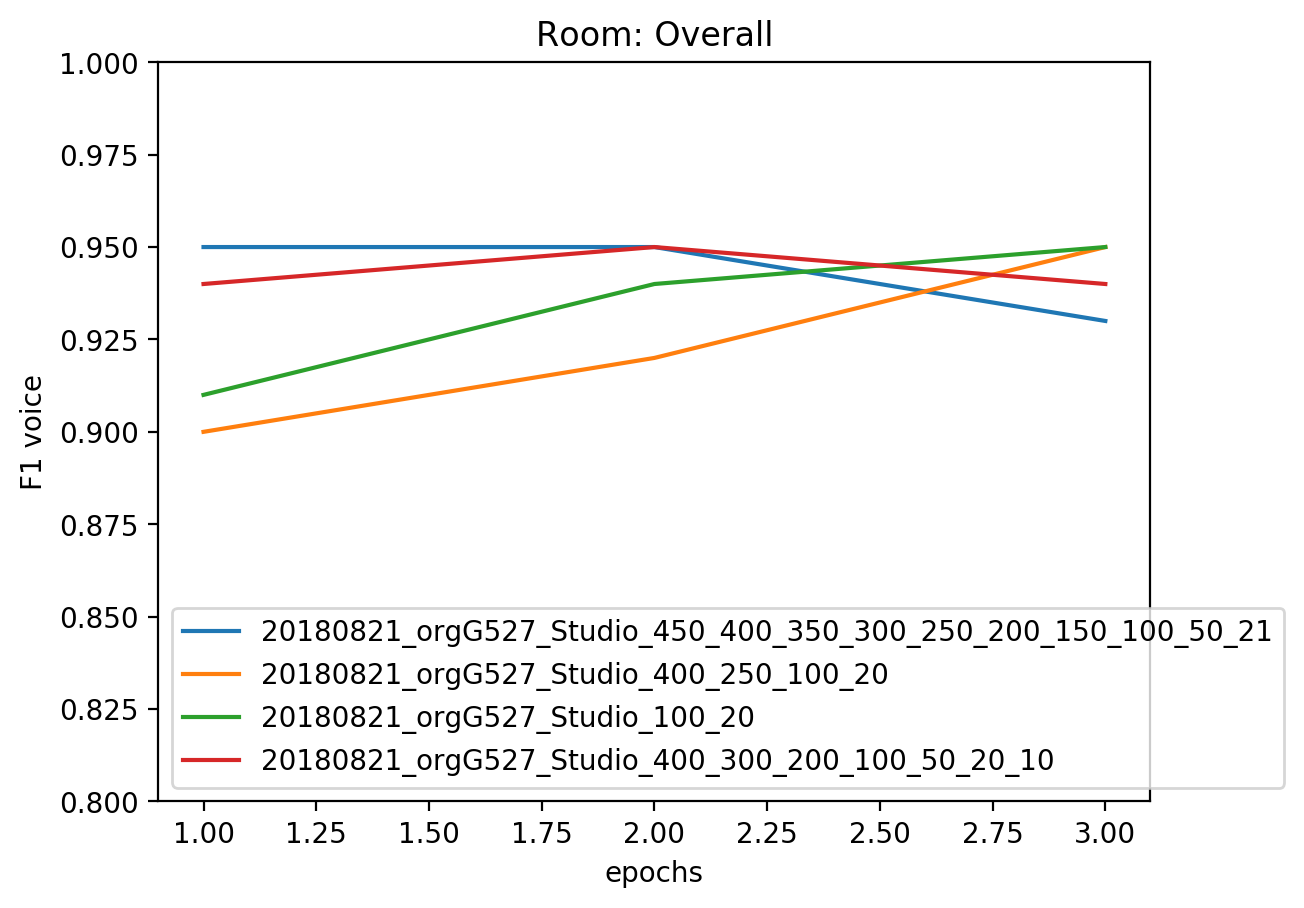 Room: Overall
1.000
0.975
0.950
0.925
0.900
0.875
0.850
0.825
0.800
F1 voice
20180821_orgG527_Studio_450_400_350_300_250_200_150_100_50_21
20180821_orgG527_Studio_400_250_100_20
20180821_orgG527_Studio_100_20
20180821_orgG527_Studio_400_300_200_100_50_20_10
1.00 1.25 1.50 1.75 2.00 2.25 2.50 2.75 3.00
epochs